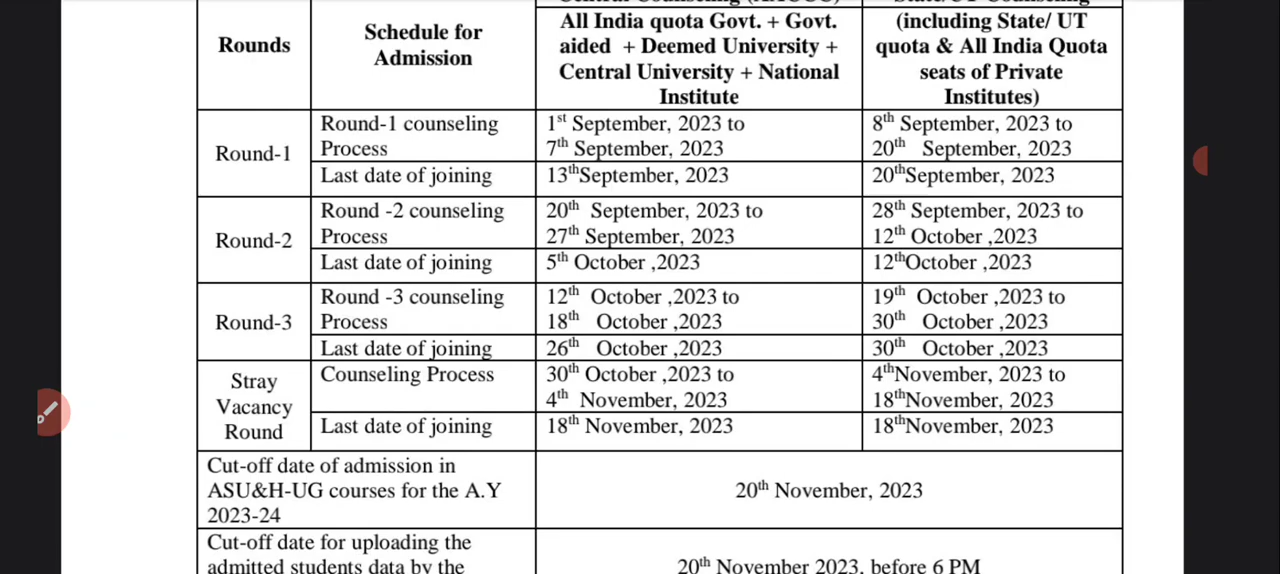 All India quota Govt. + Govt.
aided + Deemed University +
Central University + National
Institute
(including State/ UT
quota & All India Quota
seats of Private
Institutes)
Rounds
Schedule for
Admission
Round-1
Round-1 counseling
Process
1st September, 2023 to
7th September, 2023
8th September, 2023 to
20th September, 2023
Last date of joining
13thSeptember, 2023
20thSeptember, 2023
Round-2
Round -2 counseling
Process
20th September, 2023 to
27th September, 2023
28th September, 2023 to
12th October ,2023
Last date of joining
5th October ,2023
12thOctober ,2023
Round-3
Round -3 counseling
Process
12th October ,2023 to
18th October ,2023
19th October ,2023 to
30th October ,2023
Last date of joining
26th October ,2023
30th October ,2023
Stray
Vacancy
Round
Counseling Process
30th October ,2023 to
4th November, 2023
4thNovember, 2023 to
18thNovember, 2023
Last date of joining
18th November, 2023
18thNovember, 2023
Cut-off date of admission in
ASU&H-UG courses for the A.Y
2023-24
20th November, 2023
Cut-off date for uploading the
admitted students data by the
20th November 2023, before 6 PM